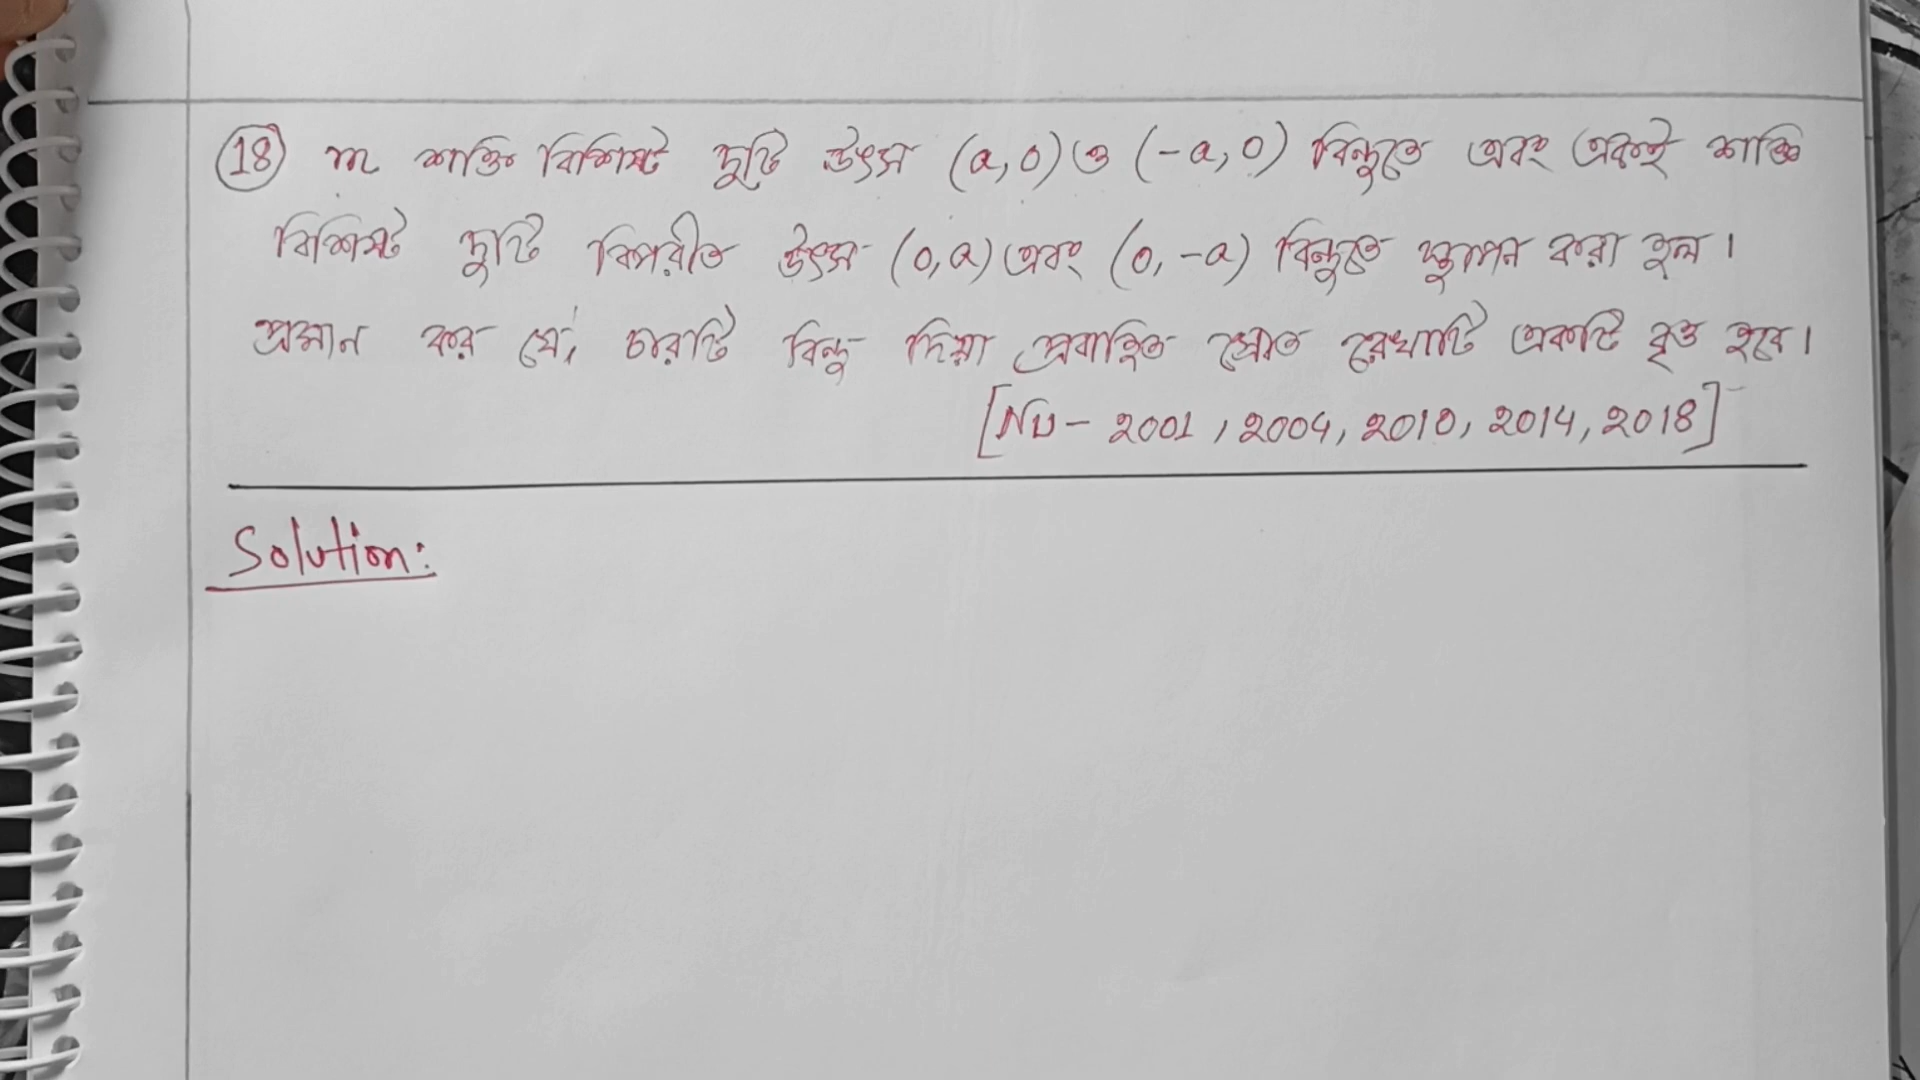 (18) m শক্তি বিশিষ্ট দুটি উৎস (a,0) ও (-a,0) বিন্দুতে এবং একই শক্তি
বিশিষ্ট দুটি বিপরীত উৎস (0,a) এবং (0,-a) বিন্দুতে স্থাপন করা হল।
প্রমান কর যে, চারটি বিন্দু দিয়া প্রবাহিত স্রোত রেখাটি একটি বৃত্ত হবে।
[NU- 2001, 2004, 2010, 2014, 2018]
Solution: